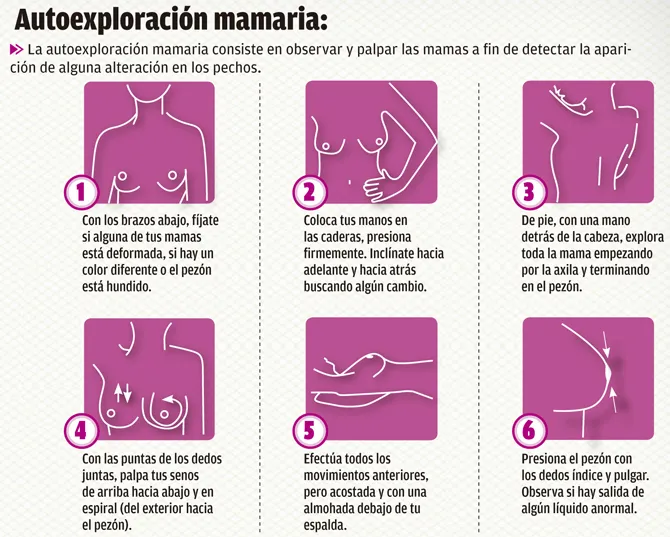 Autoexploración mamaria:
La autoexploración mamaria consiste en observar y palpar las mamas a fin de detectar la apari-
ción de alguna alteración en los pechos.
1
Con los brazos abajo, fíjate
si alguna de tus mamas
está deformada, si hay un
color diferente o el pezón
está hundido.
2
Coloca tus manos en
las caderas, presiona
firmemente. Inclínate hacia
adelante y hacia atrás
buscando algún cambio.
3
De pie, con una mano
detrás de la cabeza, explora
toda la mama empezando
por la axila y terminando
en el pezón.
4
Con las puntas de los dedos
juntas, palpa tus senos
de arriba hacia abajo y en
espiral (del exterior hacia
el pezón).
5
Efectúa todos los
movimientos anteriores,
pero acostada y con una
almohada debajo de tu
espalda.
6
Presiona el pezón con
los dedos índice y pulgar.
Observa si hay salida de
algún líquido anormal.